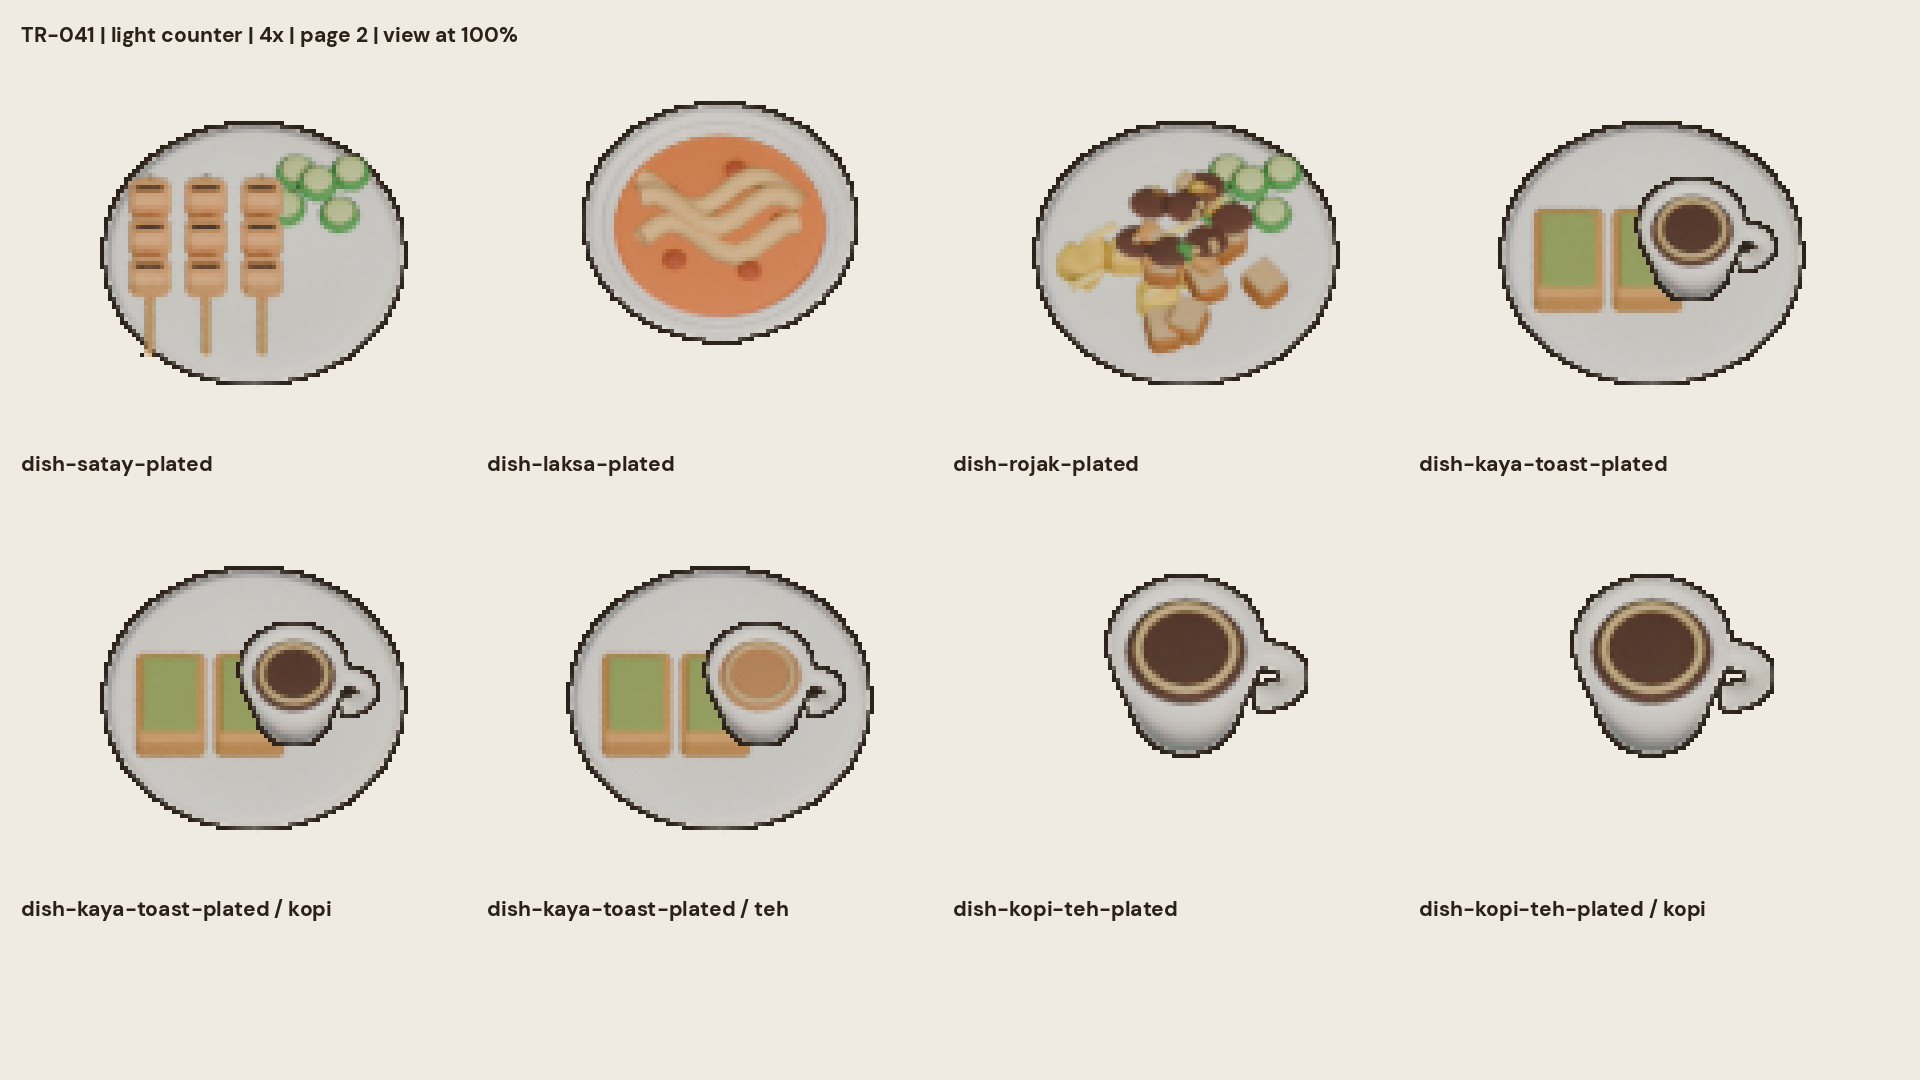 TR-041 | light counter | 4x | page 2 | view at 100%
dish-satay-plated
dish-laksa-plated
dish-rojak-plated
dish-kaya-toast-plated
dish-kaya-toast-plated / kopi
dish-kaya-toast-plated / teh
dish-kopi-teh-plated
dish-kopi-teh-plated / kopi